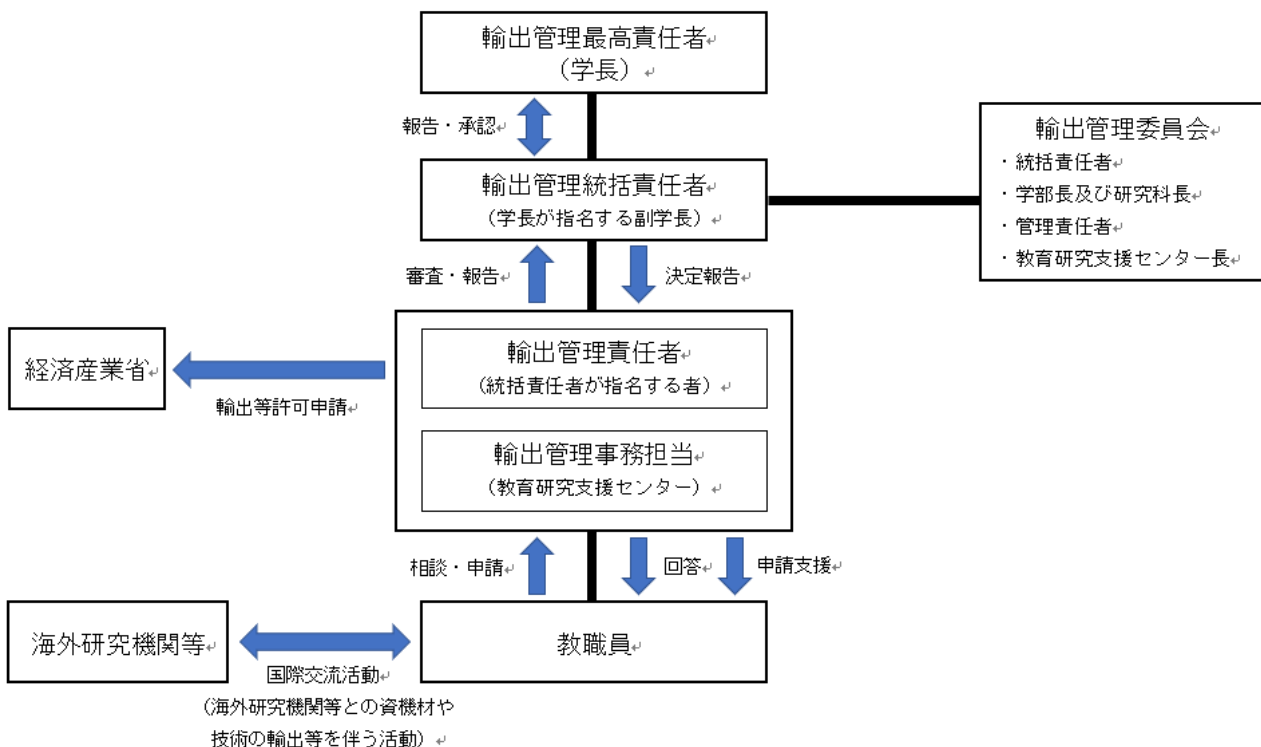 輸出管理最高責任者
（学長）
報告・承認
輸出管理委員会
・統括責任者
・学部長及び研究科長
・管理責任者
・教育研究支援センター長
輸出管理統括責任者
（学長が指名する副学長）
審査・報告
決定報告
経済産業省
輸出等許可申請
輸出管理責任者
（統括責任者が指名する者）
輸出管理事務担当
（教育研究支援センター）
相談・申請
回答
申請支援
海外研究機関等
教職員
国際交流活動
（海外研究機関等との資機材や
技術の輸出等を伴う活動）